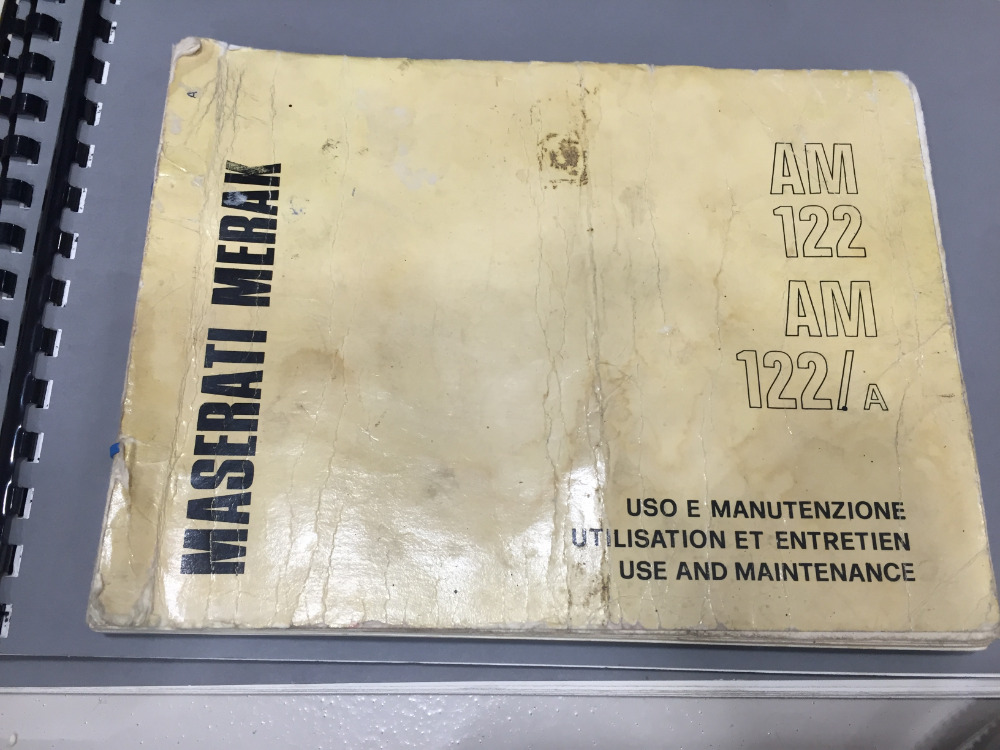 MASERATI MERAK
AM
122
AM
122/A
USO E MANUTENZIONE
UTILISATION ET ENTRETIEN
USE AND MAINTENANCE